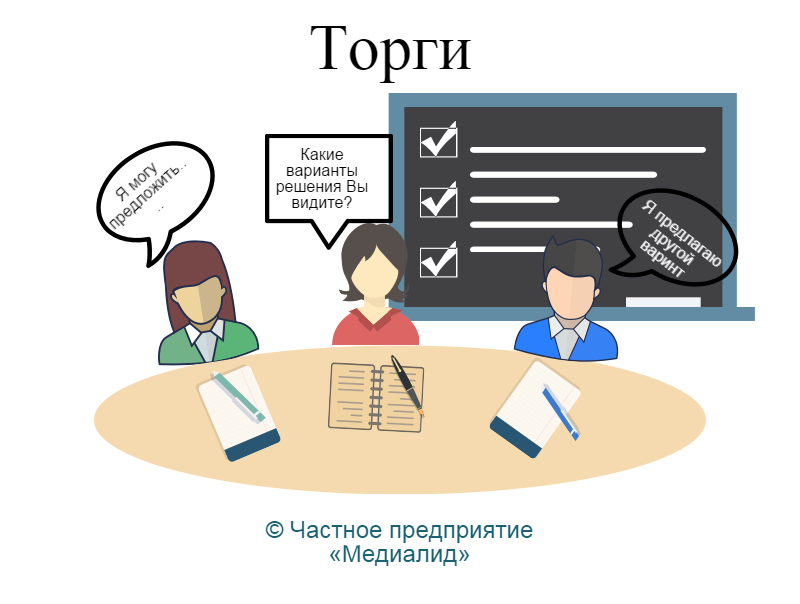 Торги
Я могу
предложить..
..
Какие
варианты
решения Вы
видите?
Я предлагаю
другой
варинт
© Частное предприятие
«Медиалид»